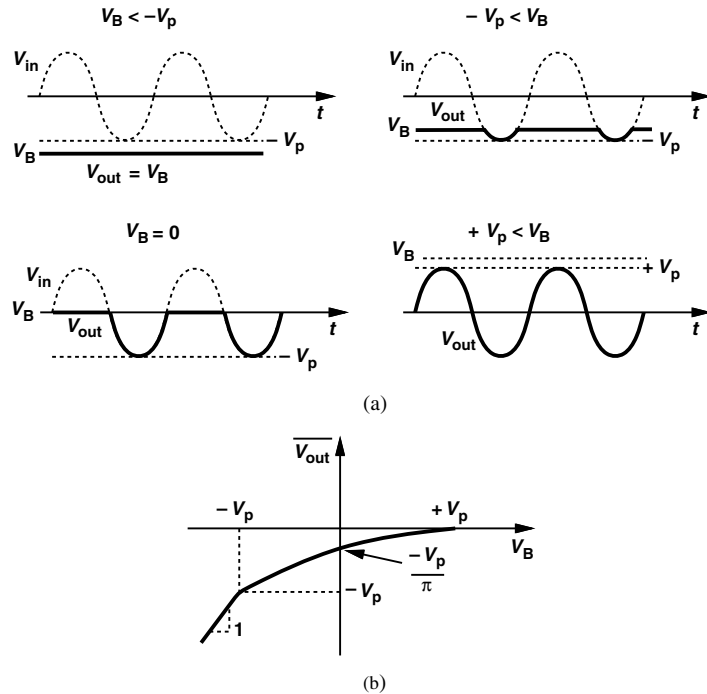 V_B < −V_p
V_in
t
−V_p
V_B
V_out = V_B
− V_p < V_B
V_in
V_out
t
V_B
−V_p
V_B = 0
V_in
V_B
V_out
t
−V_p
+ V_p < V_B
V_B
+ V_p
t
V_out
(a)
V_out
− V_p
+ V_p
V_B
− V_p
π
− V_p
1
(b)